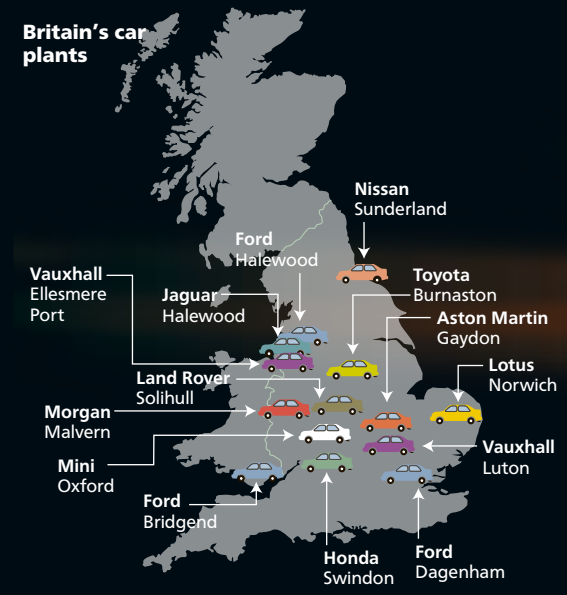 Britain's car
plants
Nissan
Sunderland
Ford
Halewood
Vauxhall
Ellesmere
Port
Jaguar
Halewood
Toyota
Burnaston
Aston Martin
Gaydon
Land Rover
Solihull
Lotus
Norwich
Morgan
Malvern
Mini
Oxford
Vauxhall
Luton
Ford
Bridgend
Honda
Swindon
Ford
Dagenham